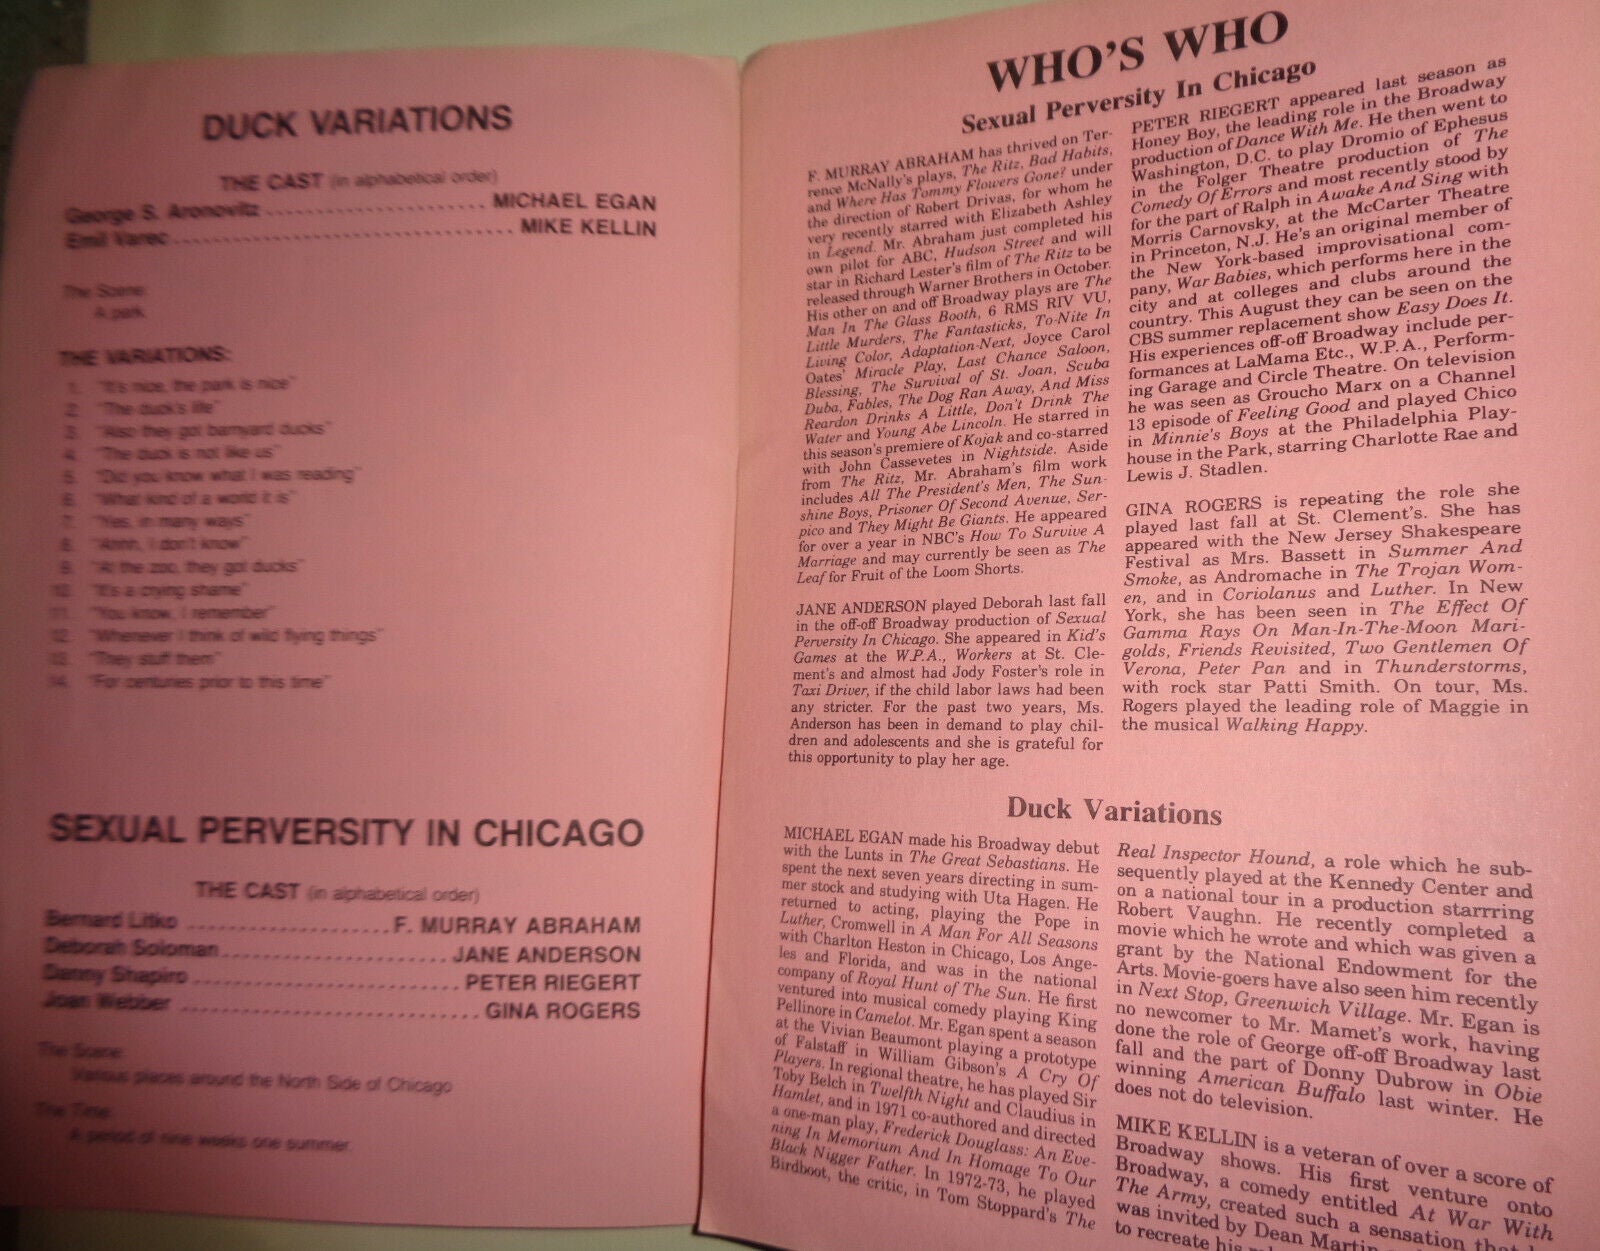 DUCK VARIATIONS
THE CAST (in alphabetical order)
George S. Aronovitz ........................ MICHAEL EGAN
Emil Varec .................................... MIKE KELLIN
The Scene:
A park.
THE VARIATIONS:
1. "It's nice, the park is nice"
2. "The duck's life"
3. "Also they got barnyard ducks"
4. "The duck is not like us"
5. "Did you know what I was reading"
6. "What kind of a world it is"
7. "Yes, in many ways"
8. "Ahhh, I don't know"
9. "At the zoo, they got ducks"
10. "It's a crying shame"
11. "You know, I remember"
12. "Whenever I think of wild flying things"
13. "They stuff them"
14. "For centuries prior to this time"
SEXUAL PERVERSITY IN CHICAGO
THE CAST (in alphabetical order)
Bernard Litko ...................... F. MURRAY ABRAHAM
Deborah Soloman ......................... JANE ANDERSON
Danny Shapiro ............................. PETER RIEGERT
Joan Webber ................................ GINA ROGERS
The Scene:
Various places around the North Side of Chicago
The Time:
A period of nine weeks one summer.
WHO'S WHO
Sexual Perversity In Chicago
F. MURRAY ABRAHAM has thrived on Ter-
rence McNally's plays, The Ritz, Bad Habits,
and Where Has Tommy Flowers Gone? under
the direction of Robert Drivas, for whom he
very recently starred with Elizabeth Ashley
in Legend. Mr. Abraham just completed his
own pilot for ABC, Hudson Street and will
star in Richard Lester's film of The Ritz to be
released through Warner Brothers in October.
His other on and off Broadway plays are The
Man In The Glass Booth, 6 RMS RIV VU,
Little Murders, The Fantasticks, To-Nite In
Living Color, Adaptation-Next, Joyce Carol
Oates' Miracle Play, Last Chance Saloon,
Blessing, The Survival of St. Joan, Scuba
Duba, Fables, The Dog Ran Away, And Miss
Reardon Drinks A Little, Don't Drink The
Water and Young Abe Lincoln. He starred in
this season's premiere of Kojak and co-starred
with John Cassevetes in Nightside. Aside
from The Ritz, Mr. Abraham's film work
includes All The President's Men, The Sun-
shine Boys, Prisoner Of Second Avenue, Ser-
pico and They Might Be Giants. He appeared
for over a year in NBC's How To Survive A
Marriage and may currently be seen as The
Leaf for Fruit of the Loom Shorts.
JANE ANDERSON played Deborah last fall
in the off-off Broadway production of Sexual
Perversity In Chicago. She appeared in Kid's
Games at the W.P.A., Workers at St. Cle-
ment's and almost had Jody Foster's role in
Taxi Driver, if the child labor laws had been
any stricter. For the past two years, Ms.
Anderson has been in demand to play chil-
dren and adolescents and she is grateful for
this opportunity to play her age.
PETER RIEGERT appeared last season as
Honey Boy, the leading role in the Broadway
production of Dance With Me. He then went to
Washington, D.C. to play Dromio of Ephesus
in the Folger Theatre production of The
Comedy Of Errors and most recently stood by
for the part of Ralph in Awake And Sing with
Morris Carnovsky, at the McCarter Theatre
in Princeton, N.J. He's an original member of
the New York-based improvisational com-
pany, War Babies, which performs here in the
city and at colleges and clubs around the
country. This August they can be seen on the
CBS summer replacement show Easy Does It.
His experiences off-off Broadway include per-
formances at LaMama Etc., W.P.A., Perform-
ing Garage and Circle Theatre. On television
he was seen as Groucho Marx on a Channel
13 episode of Feeling Good and played Chico
in Minnie's Boys at the Philadelphia Play-
house in the Park, starring Charlotte Rae and
Lewis J. Stadlen.
GINA ROGERS is repeating the role she
played last fall at St. Clement's. She has
appeared with the New Jersey Shakespeare
Festival as Mrs. Bassett in Summer And
Smoke, as Andromache in The Trojan Wom-
en, and in Coriolanus and Luther. In New
York, she has been seen in The Effect Of
Gamma Rays On Man-In-The-Moon Mari-
golds, Friends Revisited, Two Gentlemen Of
Verona, Peter Pan and in Thunderstorms,
with rock star Patti Smith. On tour, Ms.
Rogers played the leading role of Maggie in
the musical Walking Happy.
Duck Variations
MICHAEL EGAN made his Broadway debut
with the Lunts in The Great Sebastians. He
spent the next seven years directing in sum-
mer stock and studying with Uta Hagen. He
returned to acting, playing the Pope in
Luther, Cromwell in A Man For All Seasons
with Charlton Heston in Chicago, Los Ange-
les and Florida, and was in the national
company of Royal Hunt of The Sun. He first
ventured into musical comedy playing King
Pellinore in Camelot. Mr. Egan spent a season
at the Vivian Beaumont playing a prototype
of Falstaff in William Gibson's A Cry Of
Players. In regional theatre, he has played Sir
Toby Belch in Twelfth Night and Claudius in
Hamlet, and in 1971 co-authored and directed
a one-man play, Frederick Douglass: An Eve-
ning In Memorium And In Homage To Our
Black Nigger Father. In 1972-73, he played
Birdboot, the critic, in Tom Stoppard's The
Real Inspector Hound, a role which he sub-
sequently played at the Kennedy Center and
on a national tour in a production starrring
Robert Vaughn. He recently completed a
movie which he wrote and which was given a
grant by the National Endowment for the
Arts. Movie-goers have also seen him recently
in Next Stop, Greenwich Village. Mr. Egan is
no newcomer to Mr. Mamet's work, having
done the role of George off-off Broadway last
fall and the part of Donny Dubrow in Obie
winning American Buffalo last winter. He
does not do television.
MIKE KELLIN is a veteran of over a score of
Broadway shows. His first venture onto
Broadway, a comedy entitled At War With
The Army, created such a sensation that
was invited by Dean Martin
to recreate his